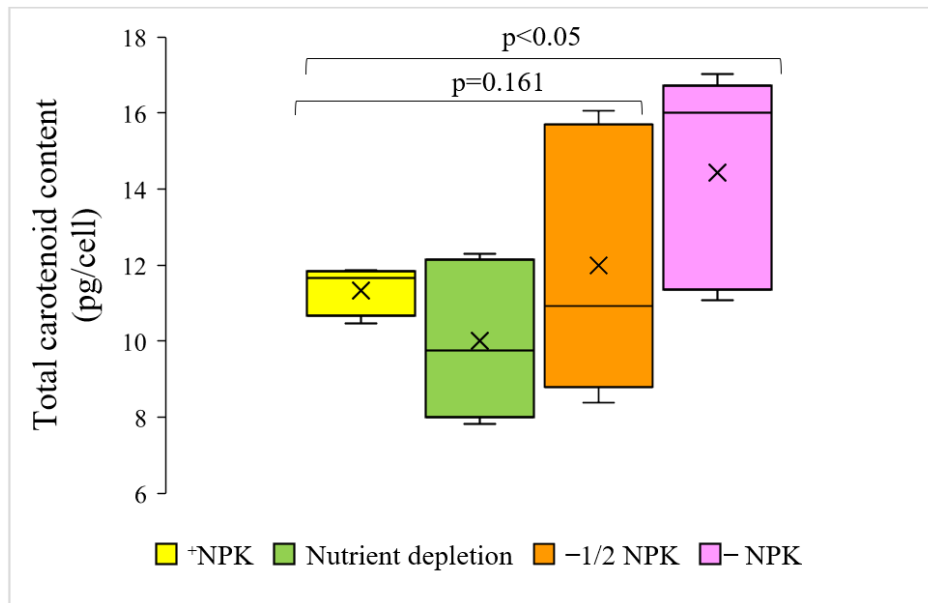 18
p<0.05
p=0.161
16
14
12
10
8
6
Total carotenoid content
(pg/cell)
⁺NPK
Nutrient depletion
−1/2 NPK
− NPK